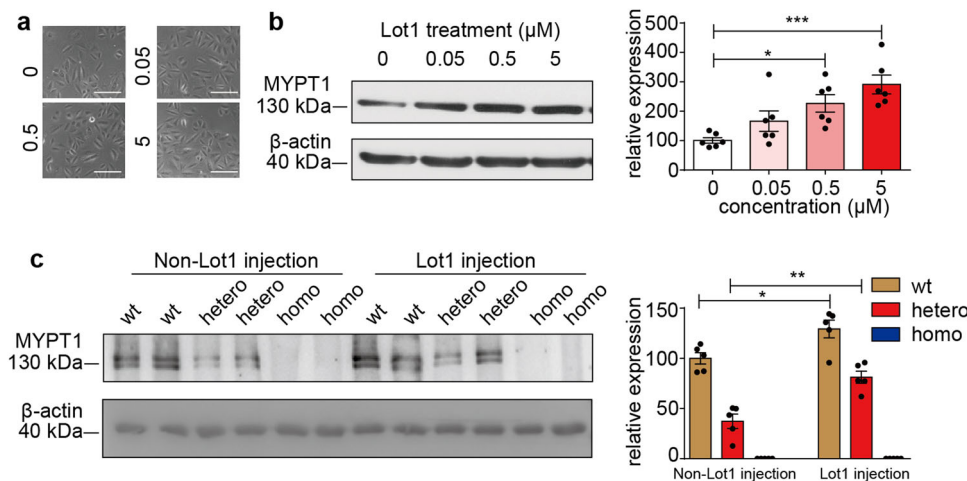 a
0
0.05
0.5
5
b
Lot1 treatment (μM)
0 0.05 0.5 5
MYPT1
130 kDa
β-actin
40 kDa
relative expression
500
400
300
200
100
0
***
*
0 0.05 0.5 5
concentration (μM)
c
Non-Lot1 injection Lot1 injection
wt wt hetero hetero homo homo wt wt hetero hetero homo homo
MYPT1
130 kDa
β-actin
40 kDa
relative expression
150
100
50
0
**
*
wt
hetero
homo
Non-Lot1 injection Lot1 injection